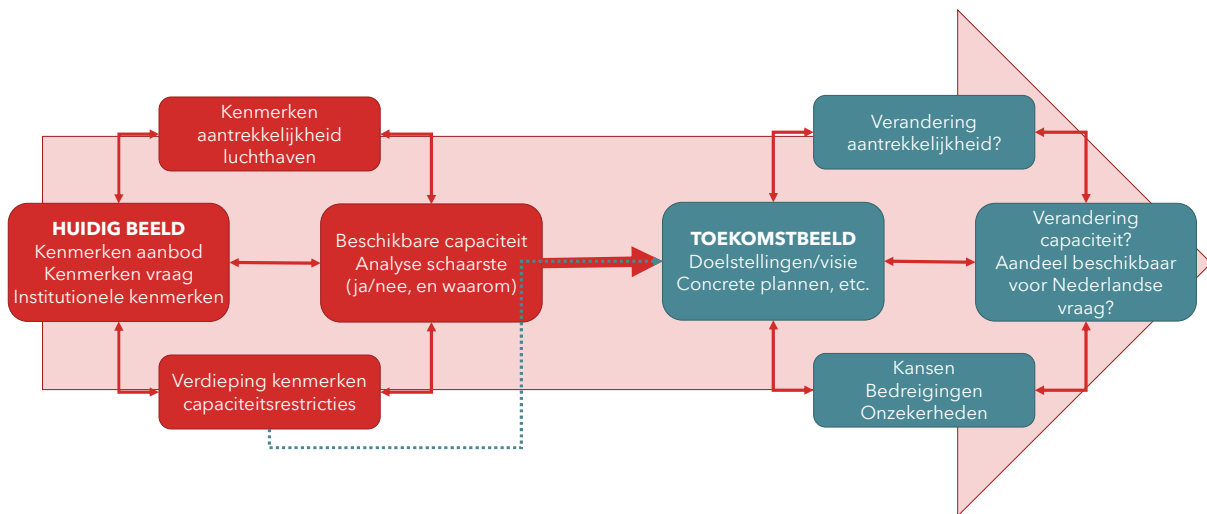 Kenmerken
aantrekkelijkheid
luchthaven
HUIDIG BEELD
Kenmerken aanbod
Kenmerken vraag
Institutionele kenmerken
Beschikbare capaciteit
Analyse schaarste
(ja/nee, en waarom)
Verdieping kenmerken
capaciteitsrestricties
Verandering
aantrekkelijkheid?
TOEKOMSTBEELD
Doelstellingen/visie
Concrete plannen, etc.
Verandering
capaciteit?
Aandeel beschikbaar
voor Nederlandse
vraag?
Kansen
Bedreigingen
Onzekerheden